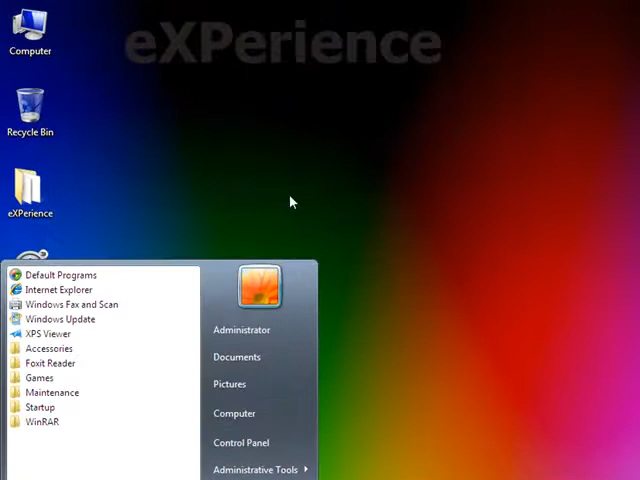 eXPerience
Computer
Recycle Bin
eXPerience
Default Programs
Internet Explorer
Windows Fax and Scan
Windows Update
XPS Viewer
Accessories
Foxit Reader
Games
Maintenance
Startup
WinRAR
Administrator
Documents
Pictures
Computer
Control Panel
Administrative Tools